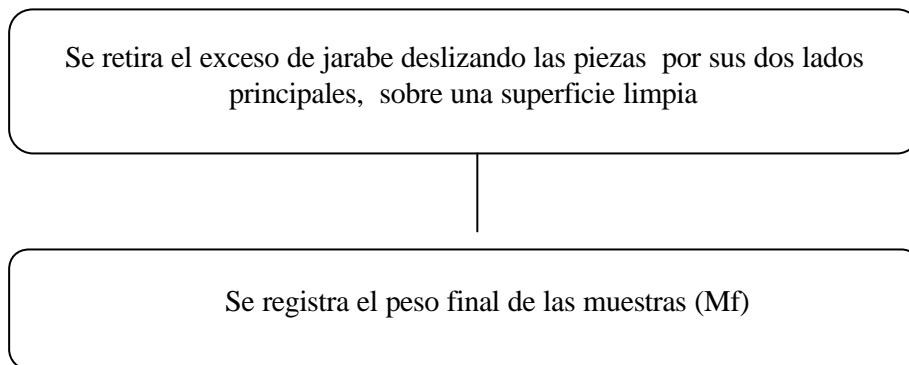 Se retira el exceso de jarabe deslizando las piezas por sus dos lados
principales, sobre una superficie limpia
Se registra el peso final de las muestras (Mf)